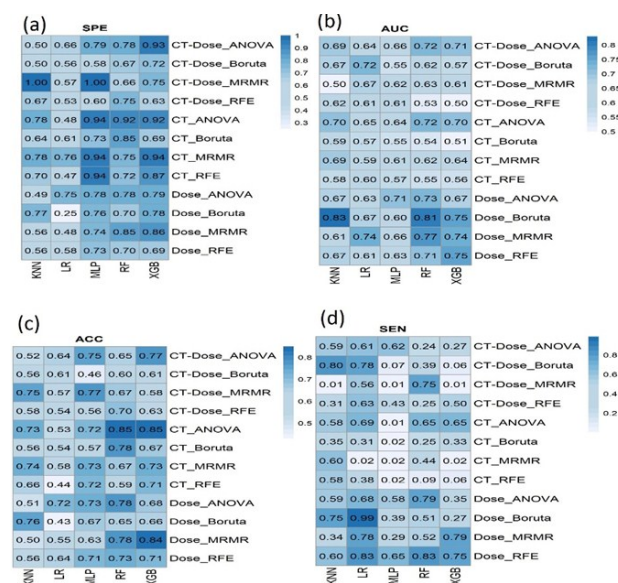 (a)
SPE
0.50 0.66 0.79 0.78 0.93 CT-Dose_ANOVA
0.50 0.56 0.58 0.67 0.72 CT-Dose_Boruta
1.00 0.57 1.00 0.66 0.75 CT-Dose_MRMR
0.67 0.53 0.60 0.75 0.63 CT-Dose_RFE
0.78 0.48 0.94 0.92 0.92 CT_ANOVA
0.64 0.61 0.73 0.85 0.69 CT_Boruta
0.78 0.76 0.94 0.75 0.94 CT_MRMR
0.70 0.47 0.94 0.72 0.87 CT_RFE
0.49 0.75 0.78 0.78 0.79 Dose_ANOVA
0.77 0.25 0.76 0.70 0.78 Dose_Boruta
0.56 0.48 0.74 0.85 0.86 Dose_MRMR
0.56 0.58 0.73 0.70 0.69 Dose_RFE
KNN LR MLP RF XGB
1
0.9
0.8
0.7
0.6
0.5
0.4
0.3
(b)
AUC
0.69 0.64 0.66 0.72 0.71 CT-Dose_ANOVA
0.67 0.72 0.55 0.62 0.57 CT-Dose_Boruta
0.50 0.67 0.62 0.63 0.61 CT-Dose_MRMR
0.62 0.61 0.61 0.53 0.50 CT-Dose_RFE
0.70 0.65 0.64 0.72 0.70 CT_ANOVA
0.59 0.57 0.55 0.54 0.51 CT_Boruta
0.69 0.59 0.61 0.62 0.64 CT_MRMR
0.58 0.60 0.57 0.55 0.56 CT_RFE
0.67 0.63 0.71 0.73 0.67 Dose_ANOVA
0.83 0.67 0.60 0.81 0.75 Dose_Boruta
0.61 0.74 0.66 0.77 0.74 Dose_MRMR
0.67 0.61 0.63 0.71 0.75 Dose_RFE
KNN LR MLP RF XGB
0.8
0.75
0.7
0.65
0.6
0.55
0.5
(c)
ACC
0.52 0.64 0.75 0.65 0.77 CT-Dose_ANOVA
0.56 0.61 0.46 0.60 0.61 CT-Dose_Boruta
0.75 0.57 0.77 0.67 0.58 CT-Dose_MRMR
0.58 0.54 0.56 0.70 0.63 CT-Dose_RFE
0.73 0.53 0.72 0.85 0.85 CT_ANOVA
0.56 0.54 0.57 0.78 0.67 CT_Boruta
0.74 0.58 0.73 0.67 0.73 CT_MRMR
0.66 0.44 0.72 0.59 0.71 CT_RFE
0.51 0.72 0.73 0.78 0.68 Dose_ANOVA
0.76 0.43 0.67 0.65 0.66 Dose_Boruta
0.50 0.55 0.63 0.78 0.84 Dose_MRMR
0.56 0.64 0.71 0.73 0.71 Dose_RFE
KNN LR MLP RF XGB
0.8
0.7
0.6
0.5
(d)
SEN
0.59 0.61 0.62 0.24 0.27 CT-Dose_ANOVA
0.80 0.78 0.07 0.39 0.06 CT-Dose_Boruta
0.01 0.56 0.01 0.75 0.01 CT-Dose_MRMR
0.31 0.63 0.43 0.25 0.50 CT-Dose_RFE
0.58 0.69 0.01 0.65 0.65 CT_ANOVA
0.35 0.31 0.02 0.25 0.33 CT_Boruta
0.60 0.02 0.02 0.44 0.02 CT_MRMR
0.58 0.38 0.02 0.09 0.06 CT_RFE
0.59 0.68 0.58 0.79 0.35 Dose_ANOVA
0.75 0.99 0.39 0.51 0.27 Dose_Boruta
0.34 0.78 0.29 0.52 0.79 Dose_MRMR
0.60 0.83 0.65 0.83 0.75 Dose_RFE
KNN LR MLP RF XGB
0.8
0.6
0.4
0.2